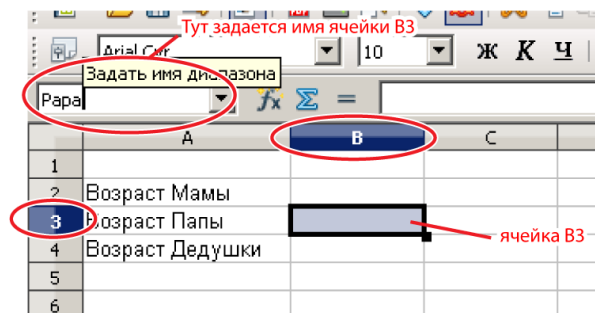 Тут задается имя ячейки B3
Arial Cyr 10 Ж К Ч
Задать имя диапазона
Papa fx Σ =
A B C
1
2 Возраст Мамы
3 Возраст Папы
ячейка B3
4 Возраст Дедушки
5
6